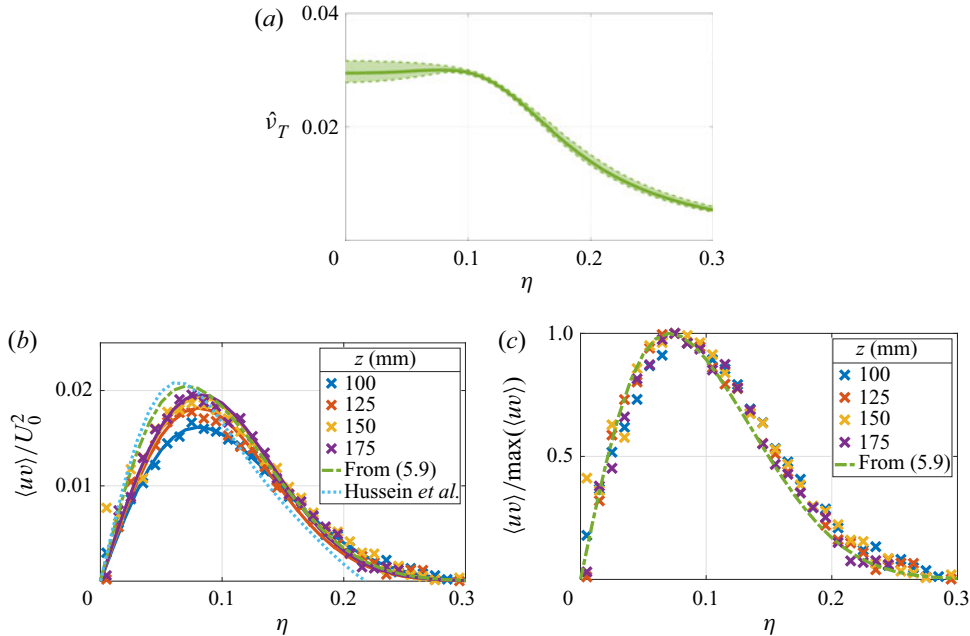 (a)
0.04
ν̂_T
0.02
0
0.1
0.2
0.3
η
(b)
⟨uv⟩/U₀²
0.02
0.01
0
0.1
0.2
0.3
η
z (mm)
100
125
150
175
From (5.9)
Hussein et al.
(c)
⟨uv⟩/max(⟨uv⟩)
1.0
0.5
0
0.1
0.2
0.3
η
z (mm)
100
125
150
175
From (5.9)